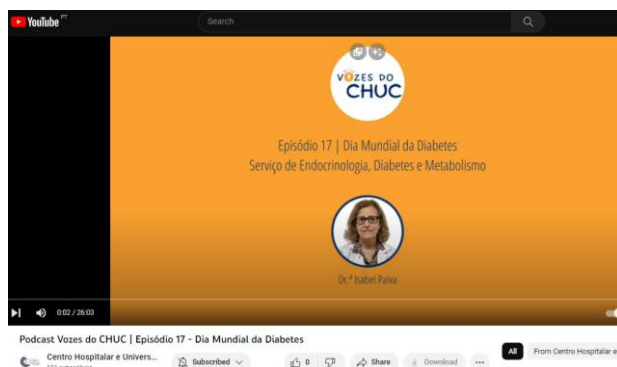 YouTube PT
Search
VOZES DO
CHUC
Episódio 17 | Dia Mundial da Diabetes
Serviço de Endocrinologia, Diabetes e Metabolismo
Dr.ª Isabel Paiva
0:02 / 26:03
Podcast Vozes do CHUC | Episódio 17 - Dia Mundial da Diabetes
Centro Hospitalar e Univers...
Subscribed
0
Share
Download
...
All
From Centro Hospitalar e